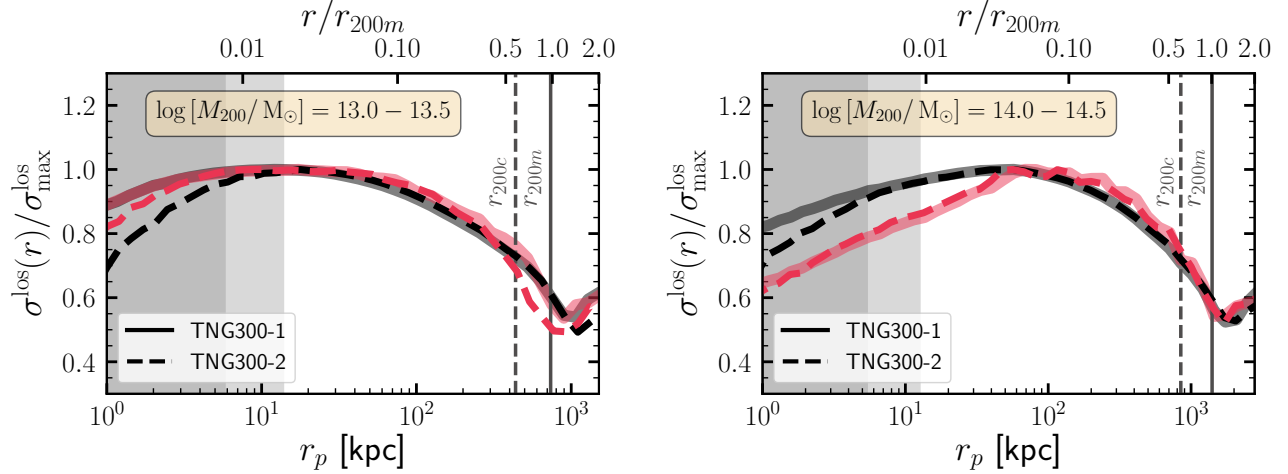 r/r_{200m}
0.01 0.10 0.5 1.0 2.0
log [M_{200}/ M_⊙] = 13.0 − 13.5
σ^{los}(r)/σ^{los}_{max}
1.2
1.0
0.8
0.6
0.4
r_{200c}
r_{200m}
TNG300-1
TNG300-2
10^0 10^1 10^2 10^3
r_p [kpc]
r/r_{200m}
0.01 0.10 0.5 1.0 2.0
log [M_{200}/ M_⊙] = 14.0 − 14.5
σ^{los}(r)/σ^{los}_{max}
1.2
1.0
0.8
0.6
0.4
r_{200c}
r_{200m}
TNG300-1
TNG300-2
10^0 10^1 10^2 10^3
r_p [kpc]